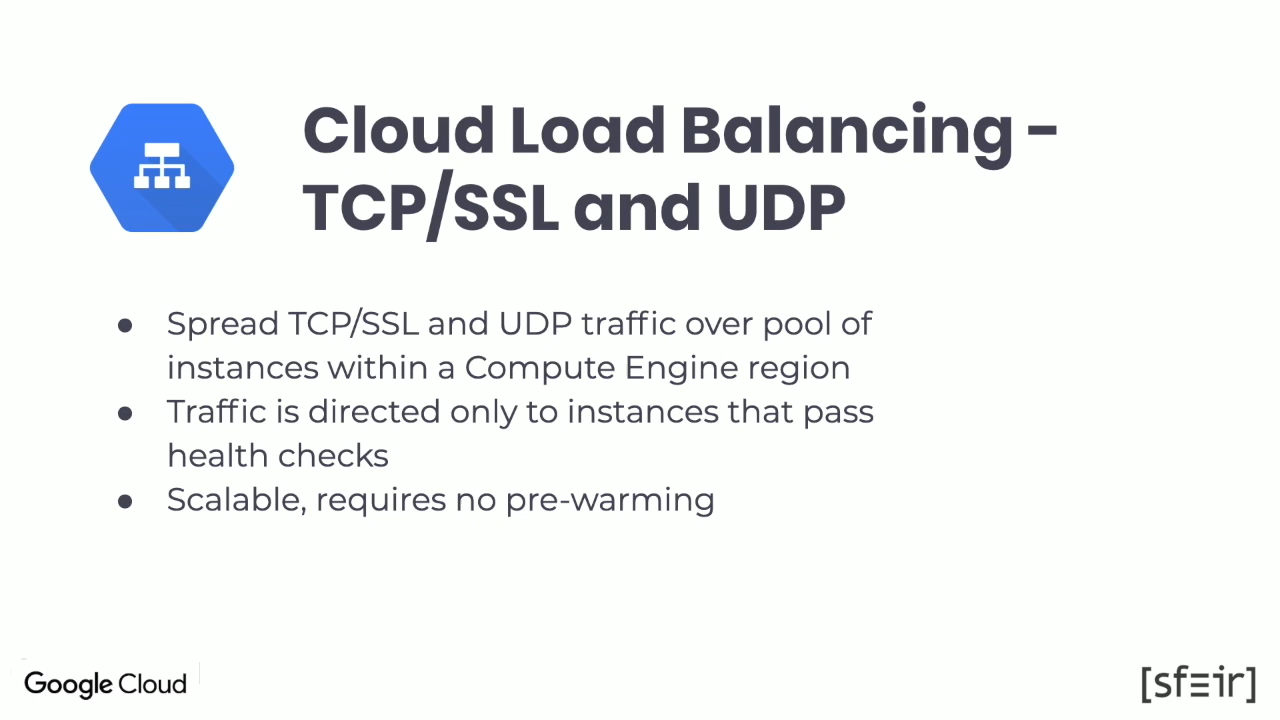 Cloud Load Balancing -
TCP/SSL and UDP
● Spread TCP/SSL and UDP traffic over pool of
instances within a Compute Engine region
● Traffic is directed only to instances that pass
health checks
● Scalable, requires no pre-warming
Google Cloud
[sfΞir]